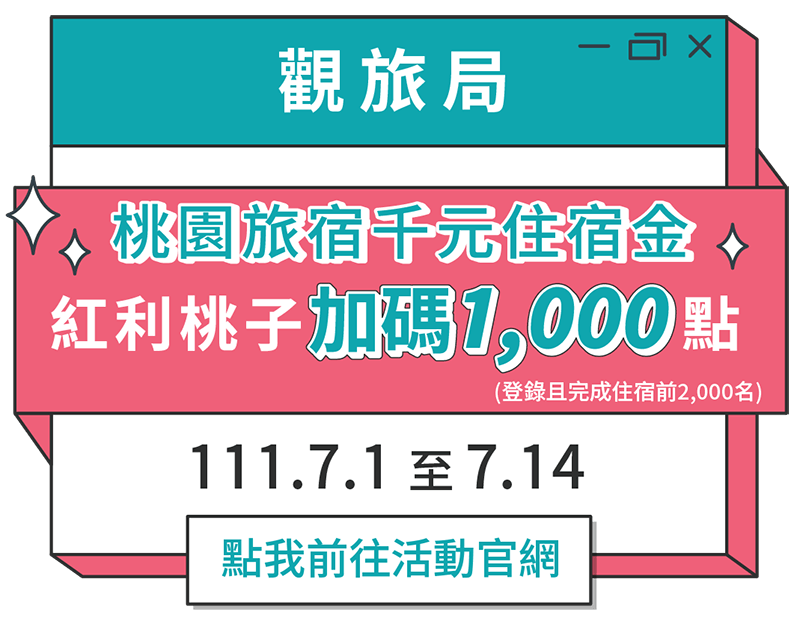 觀旅局
桃園旅宿千元住宿金
紅利桃子加碼1,000點
(登錄且完成住宿前2,000名)
111.7.1 至 7.14
點我前往活動官網